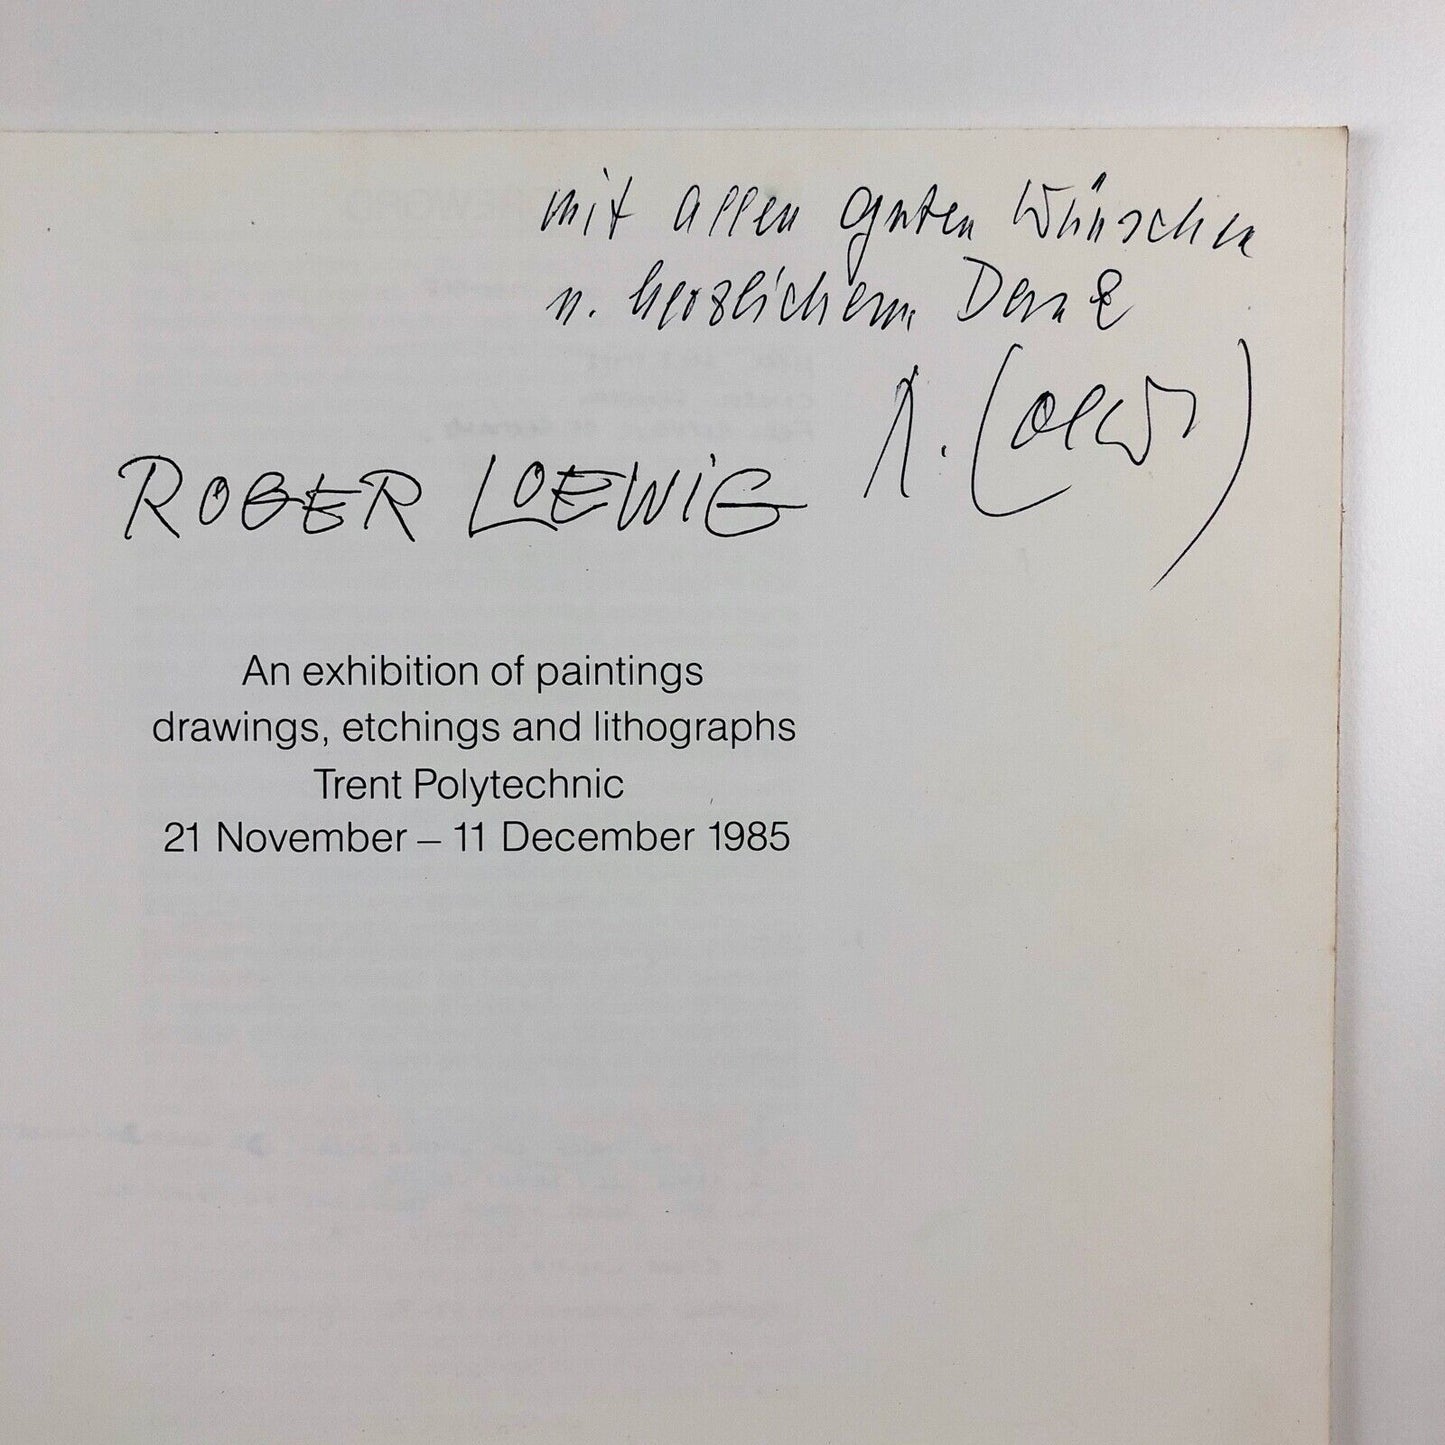 mit allen guten Wünschen
u. herzlichem Dank
R. Loewig
ROGER LOEWIG
An exhibition of paintings
drawings, etchings and lithographs
Trent Polytechnic
21 November – 11 December 1985